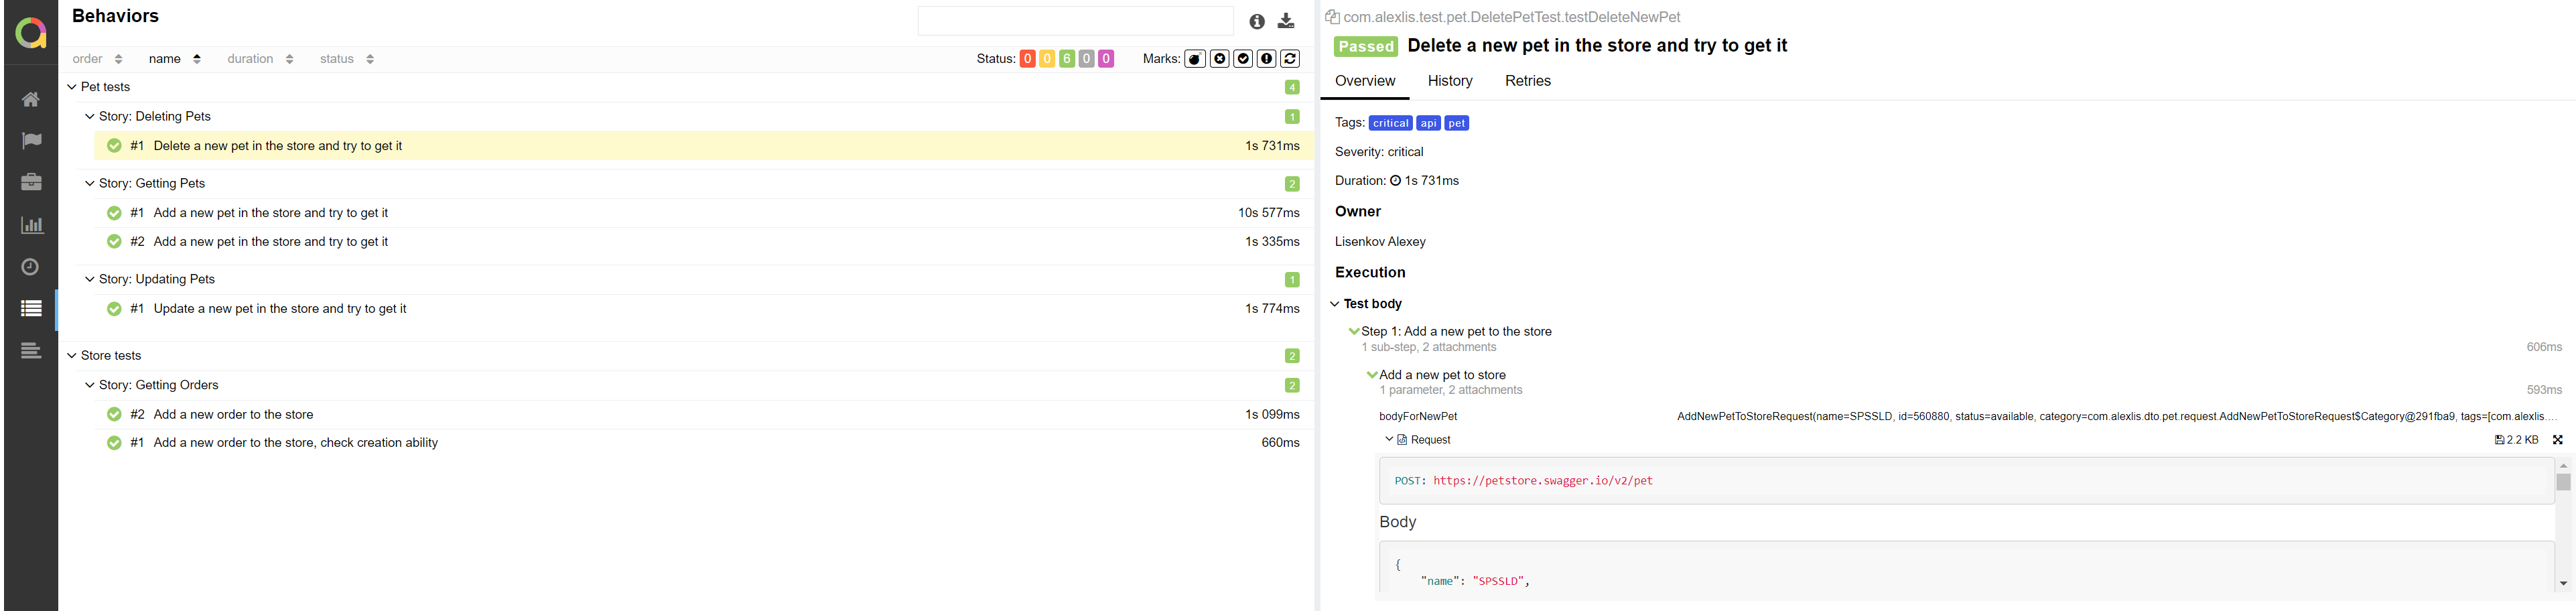 Behaviors
order name duration status
Status: 0 0 6 0 0 Marks:
Pet tests 4
Story: Deleting Pets 1
#1 Delete a new pet in the store and try to get it 1s 731ms
Story: Getting Pets 2
#1 Add a new pet in the store and try to get it 10s 577ms
#2 Add a new pet in the store and try to get it 1s 335ms
Story: Updating Pets 1
#1 Update a new pet in the store and try to get it 1s 774ms
Store tests 2
Story: Getting Orders 2
#2 Add a new order to the store 1s 099ms
#1 Add a new order to the store, check creation ability 660ms
com.alexlis.test.pet.DeletePetTest.testDeleteNewPet
Passed Delete a new pet in the store and try to get it
Overview History Retries
Tags: critical api pet
Severity: critical
Duration: 1s 731ms
Owner
Lisenkov Alexey
Execution
Test body
Step 1: Add a new pet to the store
1 sub-step, 2 attachments 606ms
Add a new pet to store
1 parameter, 2 attachments 593ms
bodyForNewPet AddNewPetToStoreRequest(name=SPSSLD, id=560880, status=available, category=com.alexlis.dto.pet.request.AddNewPetToStoreRequest$Category@291fba9, tags=[com.alexlis....
Request 2.2 KB
POST: https://petstore.swagger.io/v2/pet
Body
{
"name": "SPSSLD",